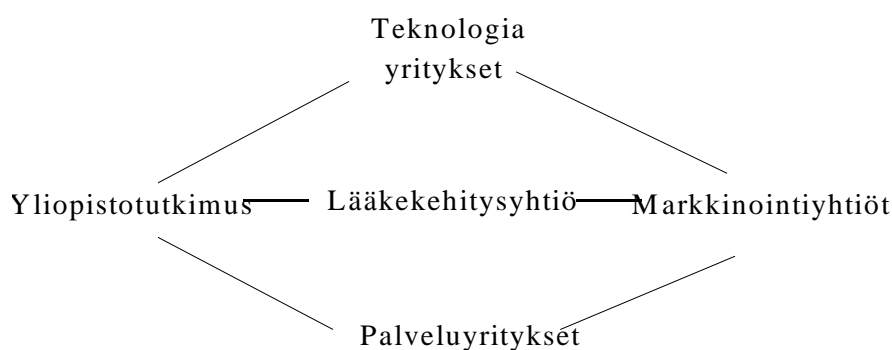 Teknologia
yritykset
Yliopistotutkimus Lääkekehitysyhtiö Markkinointiyhtiöt
Palveluyritykset